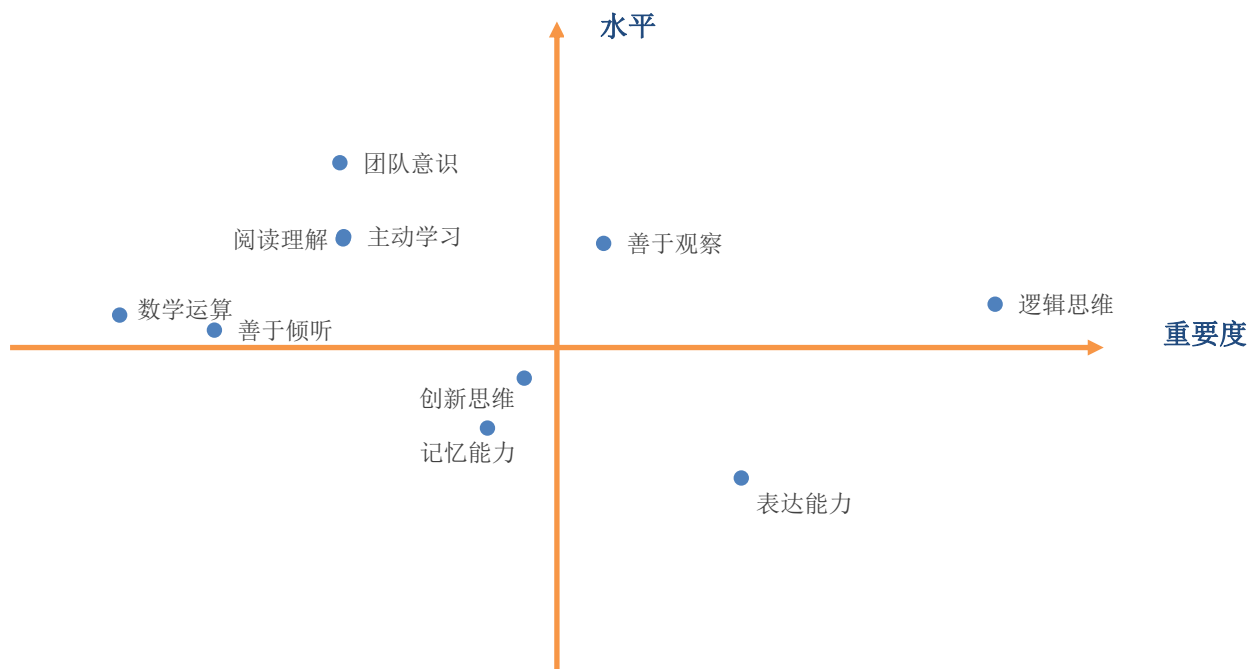 水平
团队意识
阅读理解
主动学习
善于观察
数学运算
善于倾听
逻辑思维
重要度
创新思维
记忆能力
表达能力